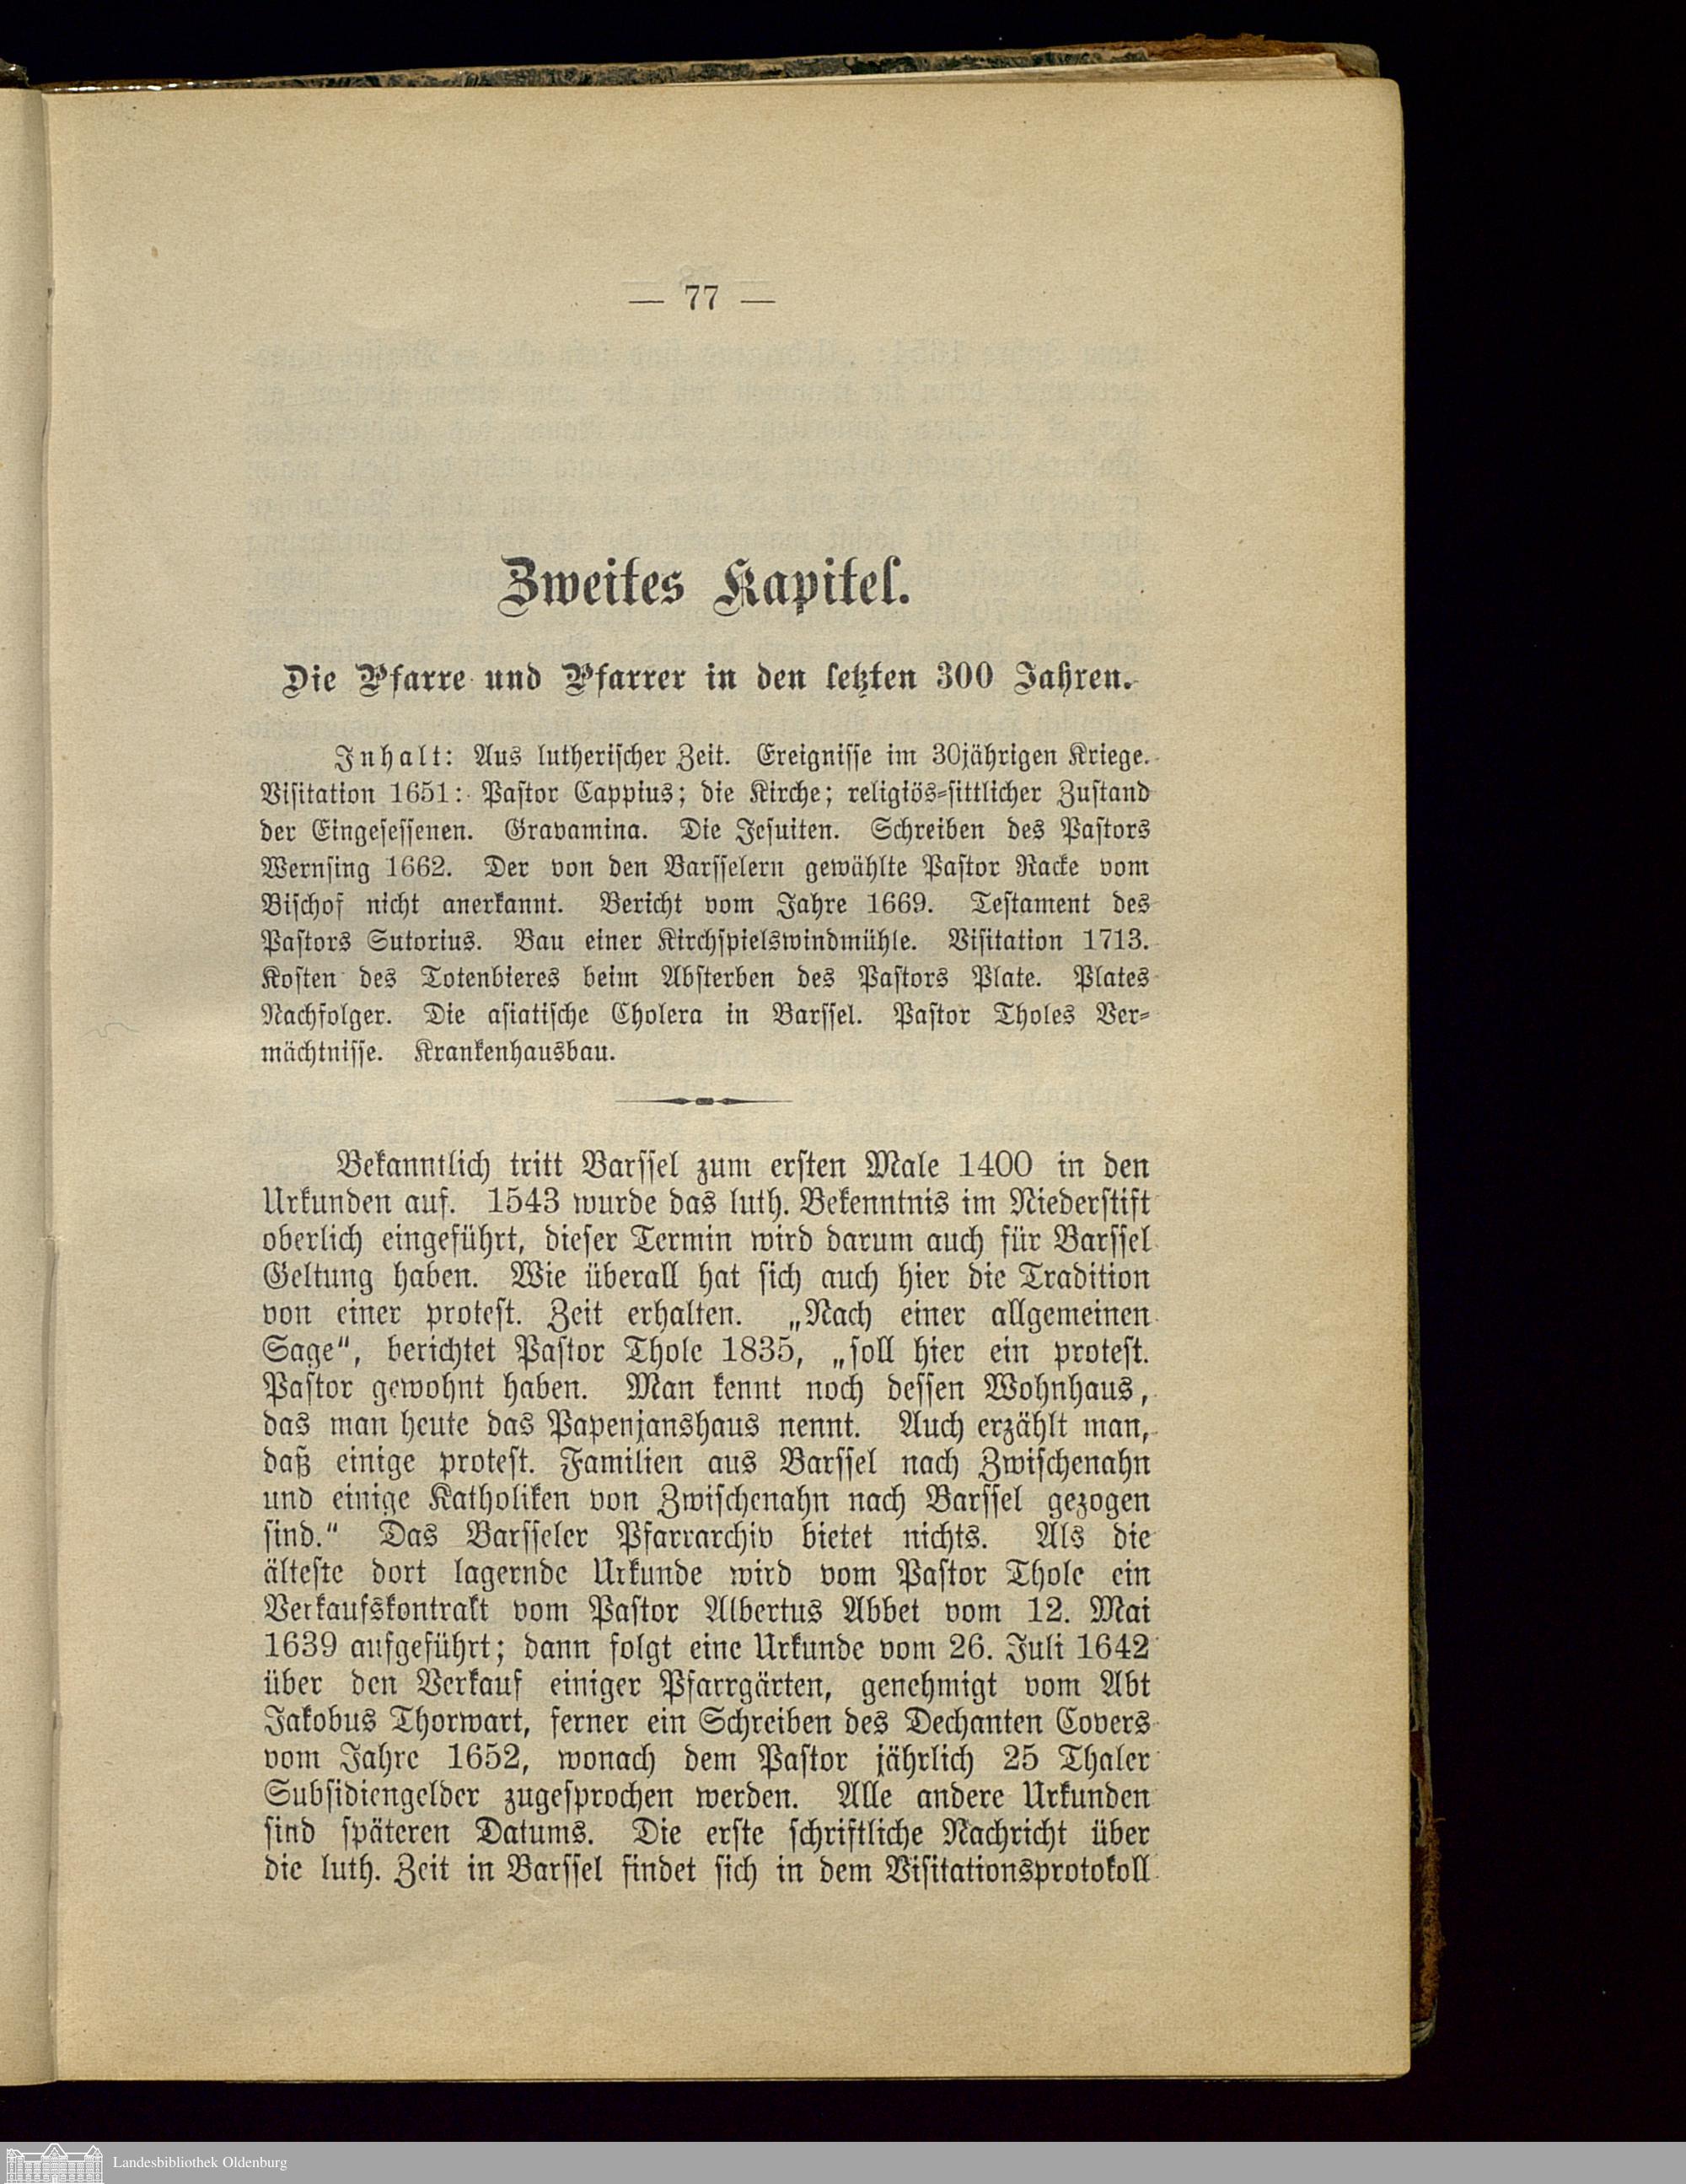 — 77 —
Zweites Kapitel.
Die Pfarre und Pfarrer in den letzten 300 Jahren.
Inhalt: Aus lutherischer Zeit. Ereignisse im 30jährigen Kriege.
Visitation 1651: Pastor Cappius; die Kirche; religiös-sittlicher Zustand
der Eingesessenen. Gravamina. Die Jesuiten. Schreiben des Pastors
Wernsing 1662. Der von den Barsselern gewählte Pastor Racke vom
Bischof nicht anerkannt. Bericht vom Jahre 1669. Testament des
Pastors Sutorius. Bau einer Kirchspielswindmühle. Visitation 1713.
Kosten des Totenbieres beim Absterben des Pastors Plate. Plates
Nachfolger. Die asiatische Cholera in Barssel. Pastor Tholes Ver-
mächtnisse. Krankenhausbau.
Bekanntlich tritt Barssel zum ersten Male 1400 in den
Urkunden auf. 1543 wurde das luth. Bekenntnis im Niederstift
oberlich eingeführt, dieser Termin wird darum auch für Barssel
Geltung haben. Wie überall hat sich auch hier die Tradition
von einer protest. Zeit erhalten. „Nach einer allgemeinen
Sage“, berichtet Pastor Thole 1835, „soll hier ein protest.
Pastor gewohnt haben. Man kennt noch dessen Wohnhaus,
das man heute das Papenjanshaus nennt. Auch erzählt man,
daß einige protest. Familien aus Barssel nach Zwischenahn
und einige Katholiken von Zwischenahn nach Barssel gezogen
sind.“ Das Barsseler Pfarrarchiv bietet nichts. Als die
älteste dort lagernde Urkunde wird vom Pastor Thole ein
Verkaufskontrakt vom Pastor Albertus Abbet vom 12. Mai
1639 aufgeführt; dann folgt eine Urkunde vom 26. Juli 1642
über den Verkauf einiger Pfarrgärten, genehmigt vom Abt
Jakobus Thorwart, ferner ein Schreiben des Dechanten Covers
vom Jahre 1652, wonach dem Pastor jährlich 25 Thaler
Subsidiengelder zugesprochen werden. Alle andere Urkunden
sind späteren Datums. Die erste schriftliche Nachricht über
die luth. Zeit in Barssel findet sich in dem Visitationsprotokoll
Landesbibliothek Oldenburg